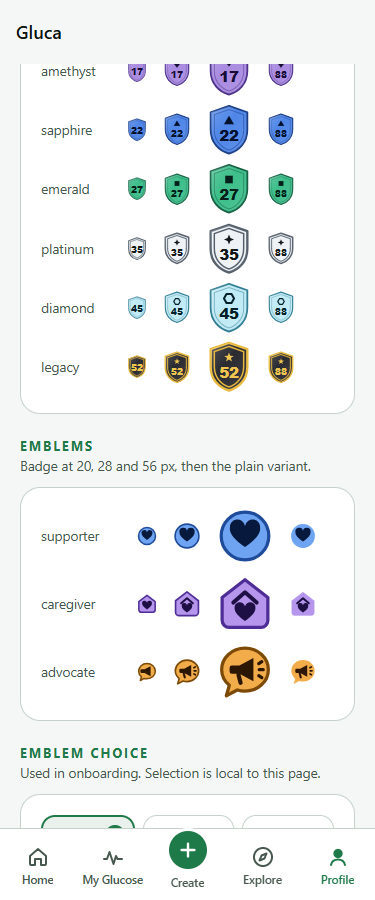 Gluca
amethyst 17 17 17 88
sapphire 22 22 22 88
emerald 27 27 27 88
platinum 35 35 35 88
diamond 45 45 45 88
legacy 52 52 52 88
EMBLEMS
Badge at 20, 28 and 56 px, then the plain variant.
supporter
caregiver
advocate
EMBLEM CHOICE
Used in onboarding. Selection is local to this page.
Home My Glucose Create Explore Profile